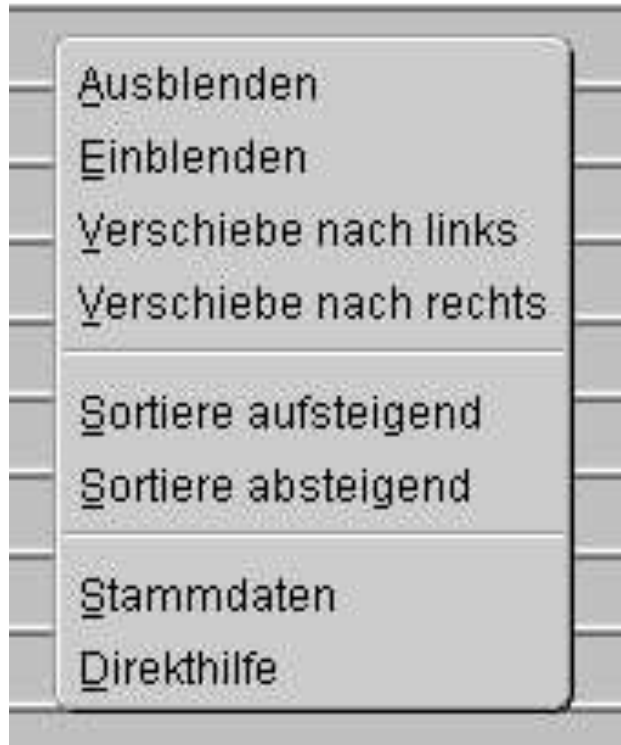 Ausblenden
Einblenden
Verschiebe nach links
Verschiebe nach rechts
Sortiere aufsteigend
Sortiere absteigend
Stammdaten
Direkthilfe